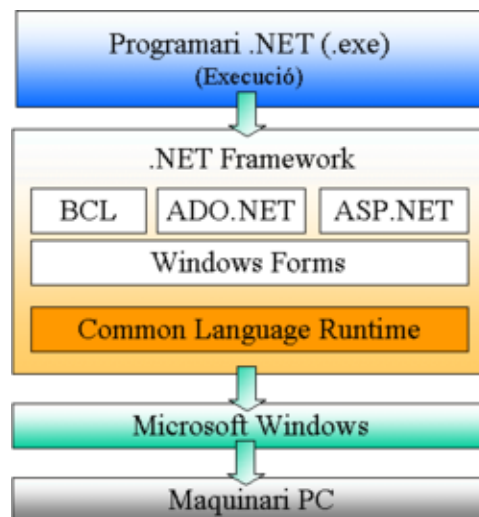 Programari .NET (.exe)
(Execució)
.NET Framework
BCL
ADO.NET
ASP.NET
Windows Forms
Common Language Runtime
Microsoft Windows
Maquinari PC